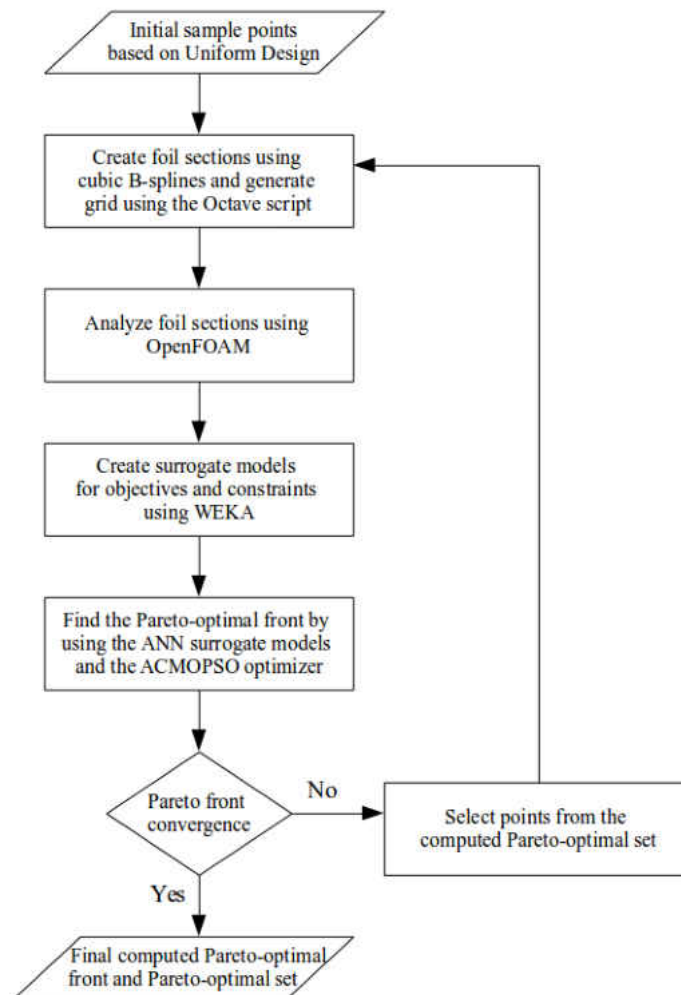 Initial sample points
based on Uniform Design
Create foil sections using
cubic B-splines and generate
grid using the Octave script
Analyze foil sections using
OpenFOAM
Create surrogate models
for objectives and constraints
using WEKA
Find the Pareto-optimal front by
using the ANN surrogate models
and the ACMOPSO optimizer
Pareto front
convergence
No
Select points from the
computed Pareto-optimal set
Yes
Final computed Pareto-optimal
front and Pareto-optimal set